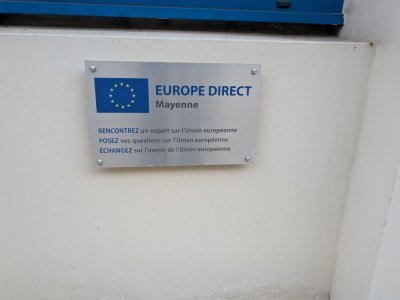 EUROPE DIRECT
Mayenne
RENCONTREZ un expert sur l'Union européenne
POSEZ vos questions sur l'Union européenne
ÉCHANGEZ sur l'avenir de l'Union européenne